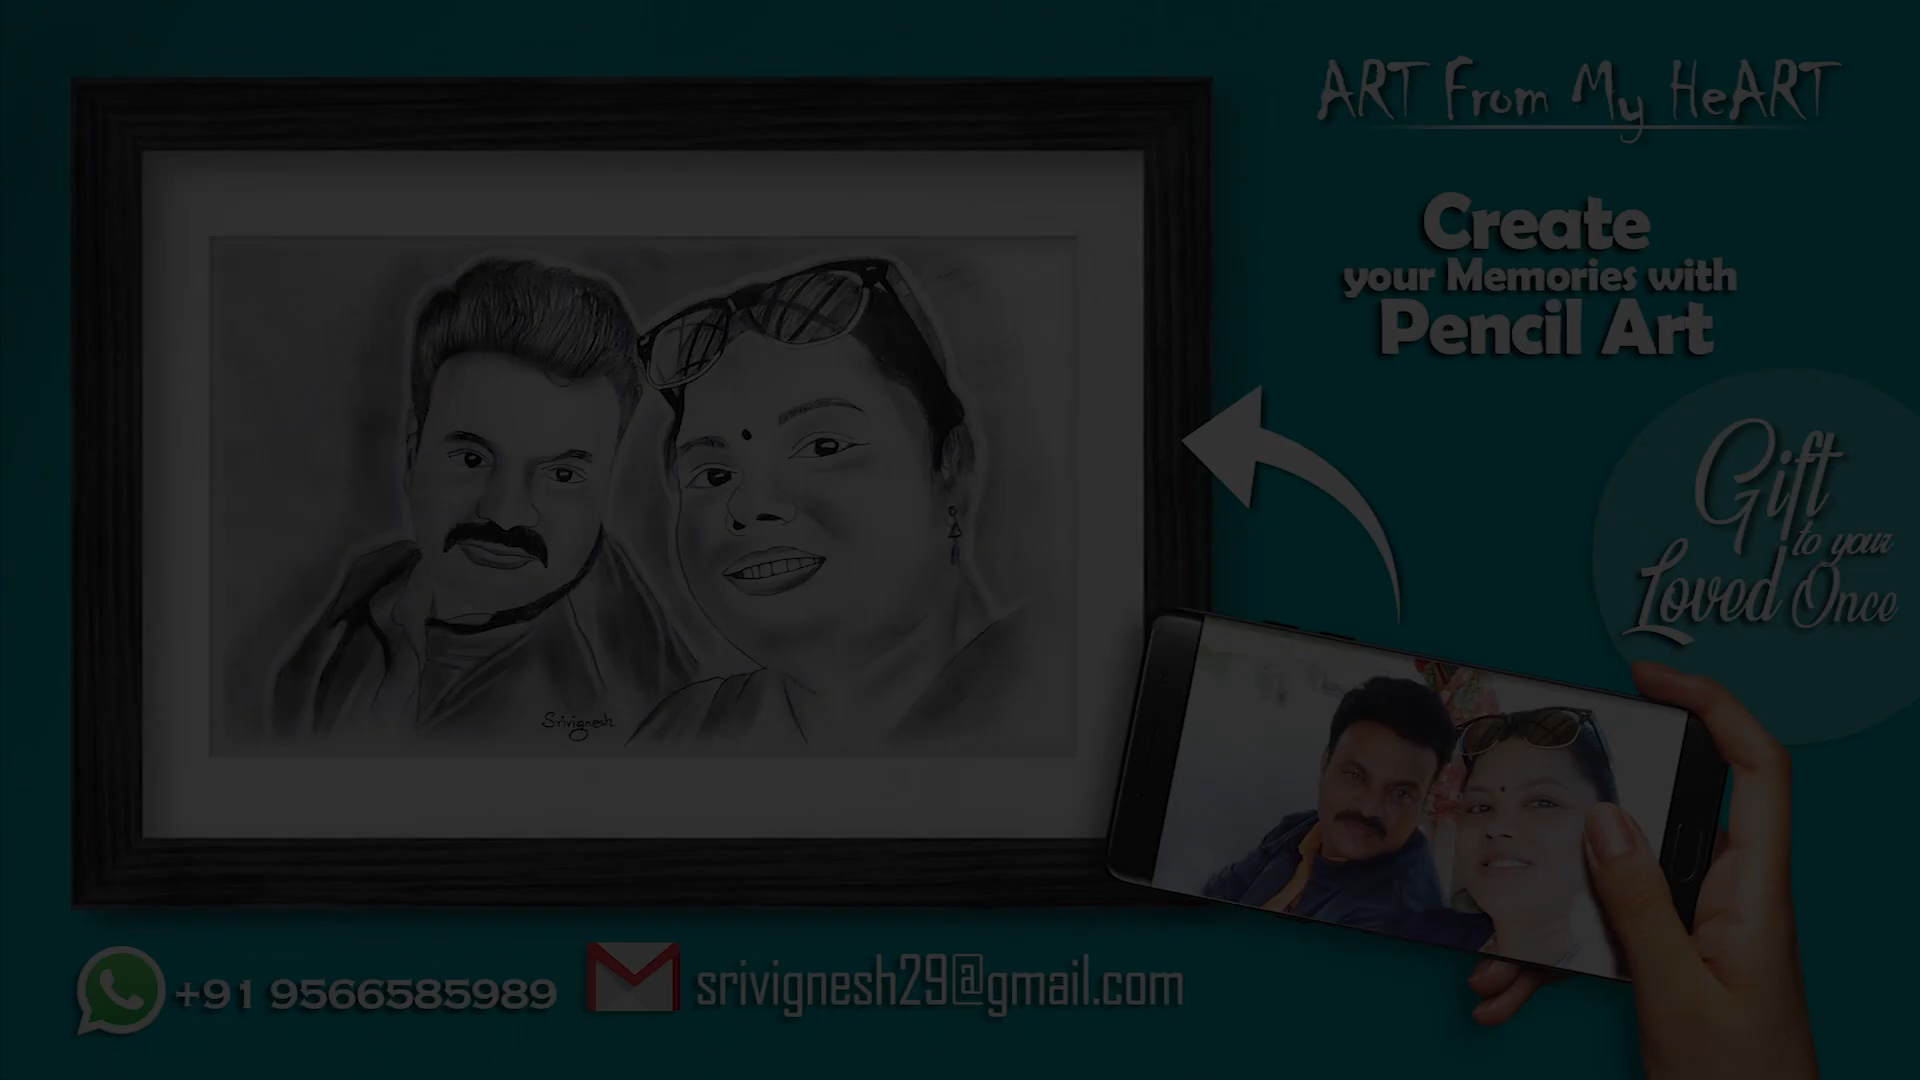 ART From My HeART
Create
your Memories with
Pencil Art
Gift
to your
Loved Once
Srivignesh
+91 9566585989
srivignesh29@gmail.com